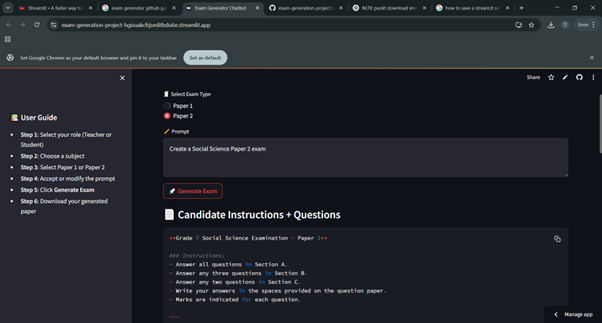 Streamlit • A faster way to
exam generator github g
Exam Generator Chatbot -
exam-generation-project/
NLTK punkt download err
how to save a streamlit s
exam-generation-project-hgisuakcfrjseditbdutie.streamlit.app
Error
Set Google Chrome as your default browser and pin it to your taskbar
Set as default
Share
User Guide
Step 1: Select your role (Teacher or
Student)
Step 2: Choose a subject
Step 3: Select Paper 1 or Paper 2
Step 4: Accept or modify the prompt
Step 5: Click Generate Exam
Step 6: Download your generated
paper
Select Exam Type
Paper 1
Paper 2
Prompt
Create a Social Science Paper 2 exam
Generate Exam
Candidate Instructions + Questions
**Grade 7 Social Science Examination - Paper 2**
### Instructions:
- Answer all questions in Section A.
- Answer any three questions in Section B.
- Answer any two questions in Section C.
- Write your answers in the spaces provided on the question paper.
- Marks are indicated for each question.
---
Manage app